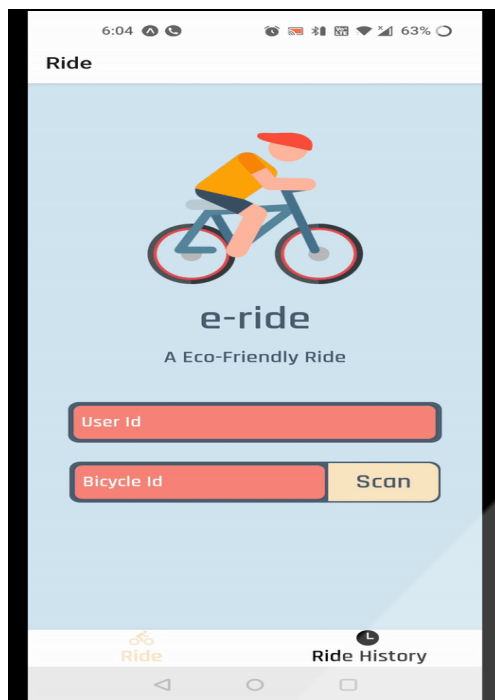 6:04 63%
Ride
e-ride
A Eco-Friendly Ride
User Id
Bicycle Id Scan
Ride Ride History